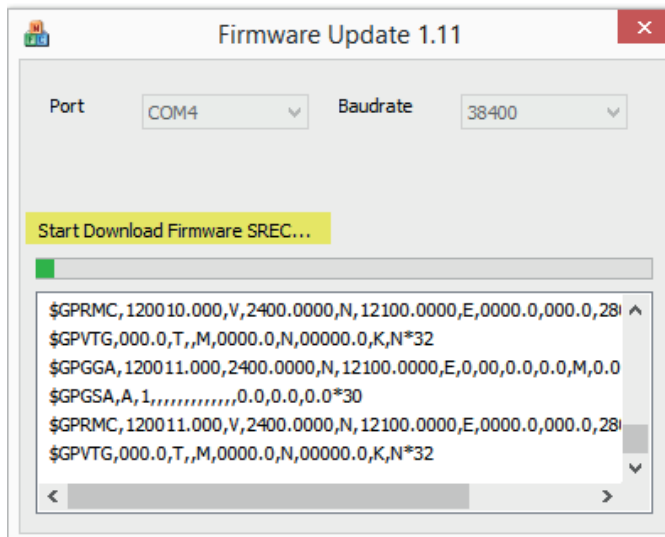 Firmware Update 1.11
Port COM4 Baudrate 38400
Start Download Firmware SREC...
$GPRMC,120010.000,V,2400.0000,N,12100.0000,E,0000.0,000.0,280
$GPVTG,000.0,T,,M,0000.0,N,00000.0,K,N*32
$GPGGA,120011.000,2400.0000,N,12100.0000,E,0,00,0.0,0.0,M,0.0
$GPGSA,A,1,,,,,,,,,,,,,0.0,0.0,0.0*30
$GPRMC,120011.000,V,2400.0000,N,12100.0000,E,0000.0,000.0,280
$GPVTG,000.0,T,,M,0000.0,N,00000.0,K,N*32